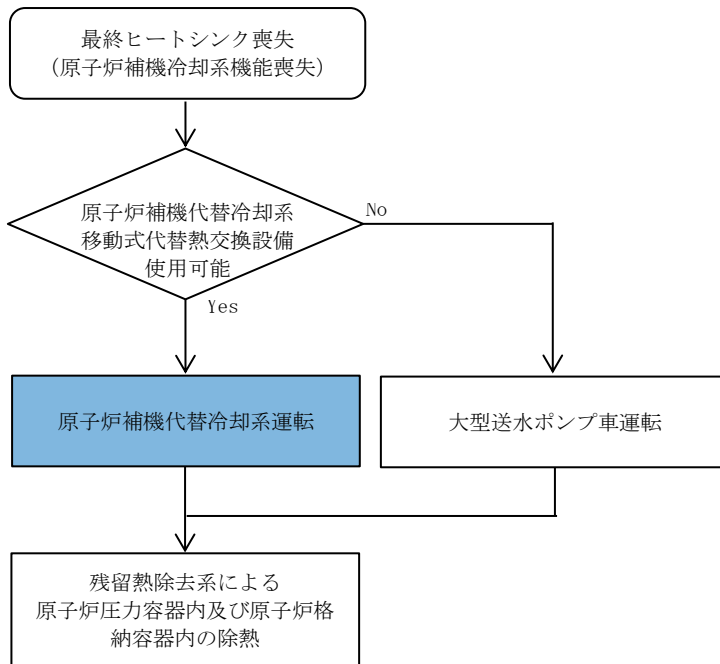 最終ヒートシンク喪失
（原子炉補機冷却系機能喪失）
原子炉補機代替冷却系
移動式代替熱交換設備
使用可能
No
Yes
原子炉補機代替冷却系運転
大型送水ポンプ車運転
残留熱除去系による
原子炉圧力容器内及び原子炉格
納容器内の除熱